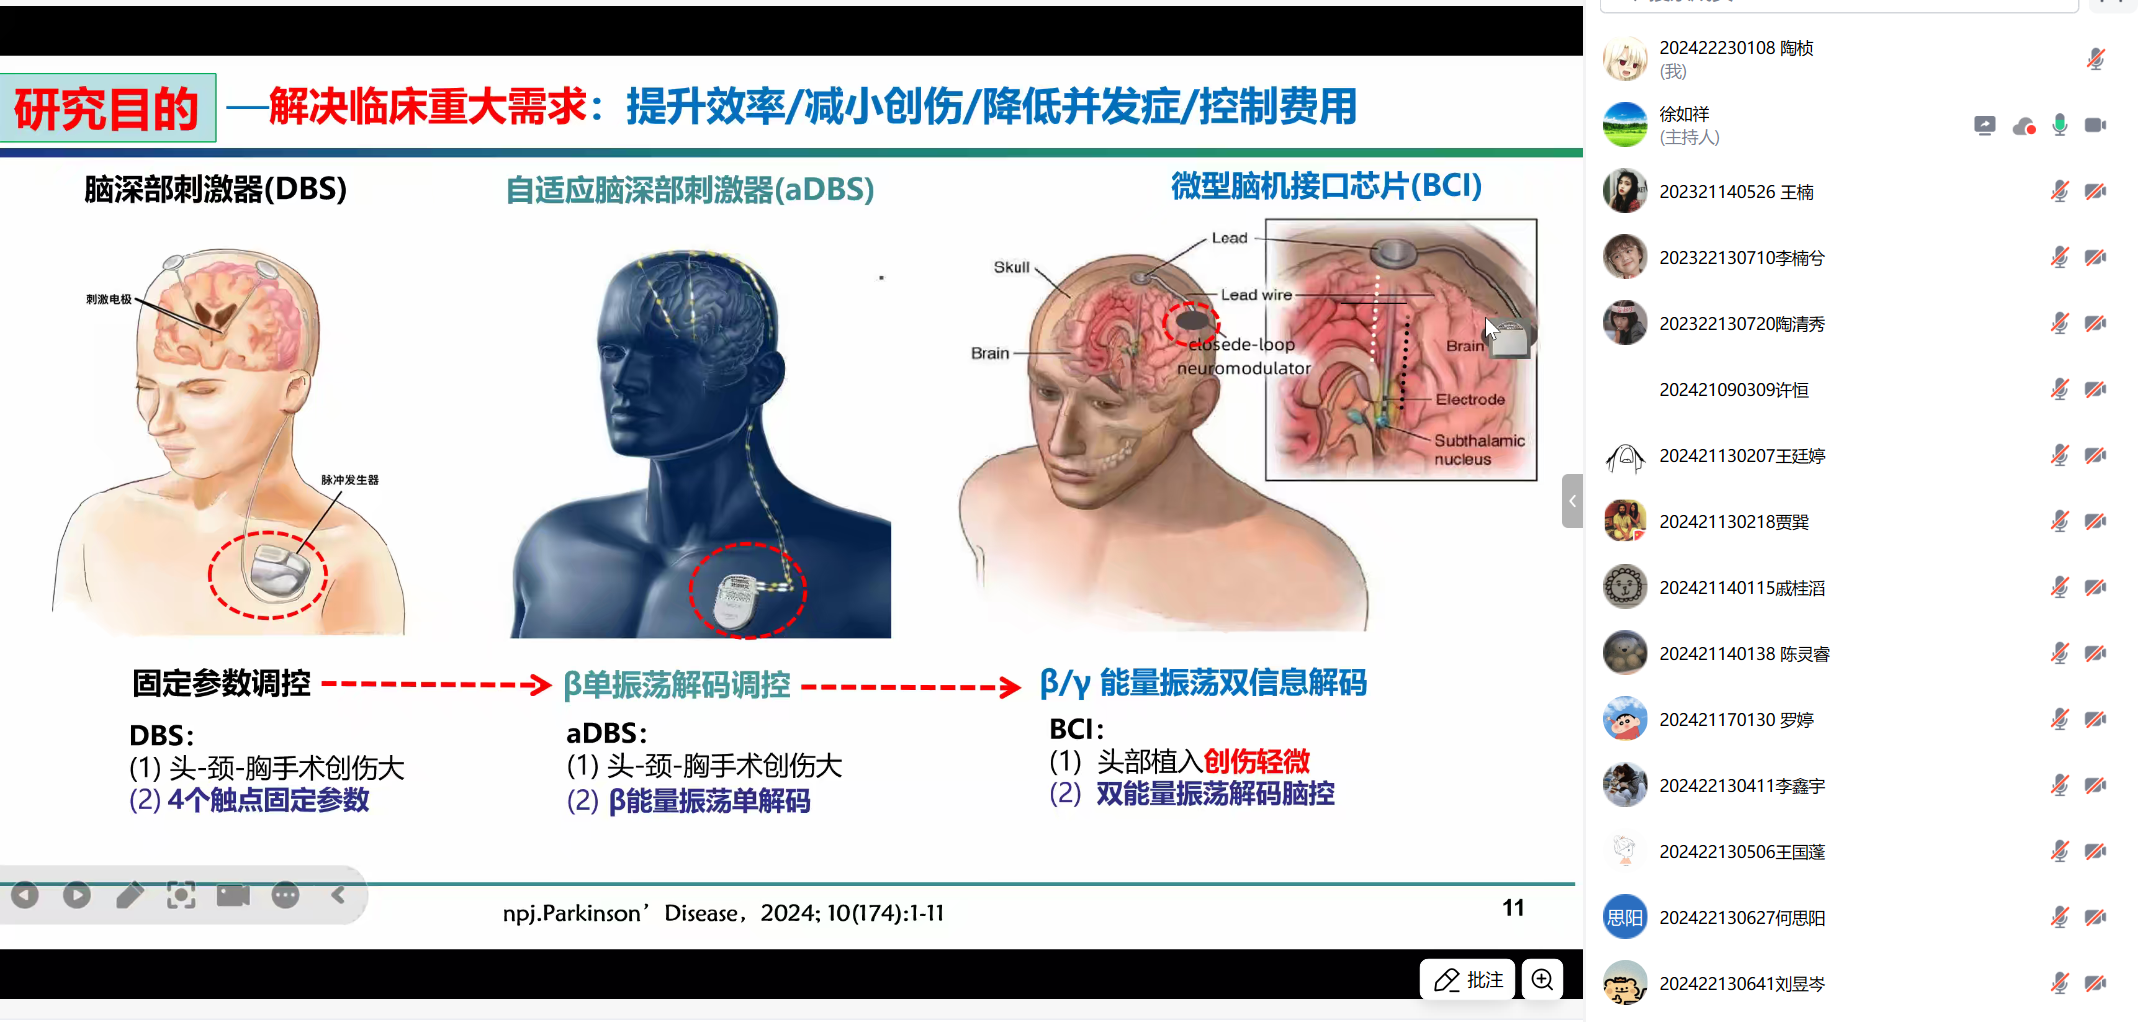 研究目的
—解决临床重大需求：提升效率/减小创伤/降低并发症/控制费用
脑深部刺激器(DBS)
自适应脑深部刺激器(aDBS)
微型脑机接口芯片(BCI)
刺激电极
脉冲发生器
Skull
Brain
Lead
Lead wire
closede-loop
neuromodulator
Brain
Electrode
Subthalamic
nucleus
固定参数调控
β单振荡解码调控
β/γ 能量振荡双信息解码
DBS：
(1) 头-颈-胸手术创伤大
(2) 4个触点固定参数
aDBS：
(1) 头-颈-胸手术创伤大
(2) β能量振荡单解码
BCI：
(1) 头部植入创伤轻微
(2) 双能量振荡解码脑控
npj.Parkinson’ Disease，2024; 10(174):1-11
11
批注
202422230108 陶桢
(我)
徐如祥
(主持人)
202321140526 王楠
202322130710李楠兮
202322130720陶清秀
202421090309许恒
202421130207王廷婷
202421130218贾巽
202421140115戚桂滔
202421140138 陈灵睿
202421170130 罗婷
202422130411李鑫宇
202422130506王国蓬
思阳
202422130627何思阳
202422130641刘昱岑